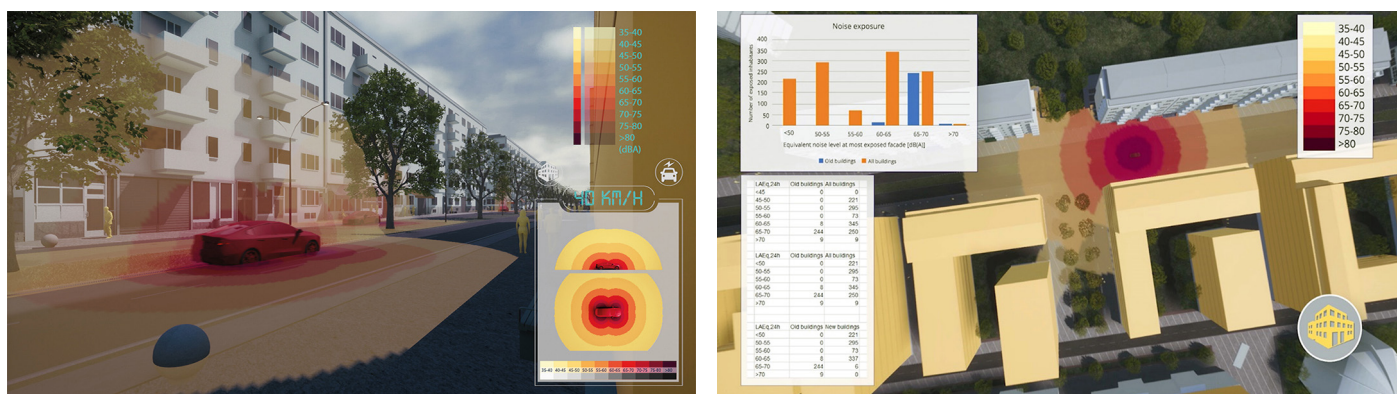 35-40
40-45
45-50
50-55
55-60
60-65
65-70
70-75
75-80
>80
(dBA)
40 KM/H
35-40 40-45 45-50 50-55 55-60 60-65 65-70 70-75 75-80 >80
Noise exposure
Number of exposed inhabitants
400
350
300
250
200
150
100
50
0
<50 50-55 55-60 60-65 65-70 >70
Equivalent noise level at most exposed facade [dB(A)]
Old buildings All buildings
LAEq,24h Old buildings All buildings
<45 0 0
45-50 0 221
50-55 0 295
55-60 0 73
60-65 8 345
65-70 244 250
>70 9 9
LAEq,24h Old buildings All buildings
<50 0 221
50-55 0 295
55-60 0 73
60-65 8 345
65-70 244 250
>70 9 9
LAEq,24h Old buildings New buildings
<50 0 221
50-55 0 295
55-60 0 73
60-65 8 337
65-70 244 6
>70 9 0
35-40
40-45
45-50
50-55
55-60
60-65
65-70
70-75
75-80
>80